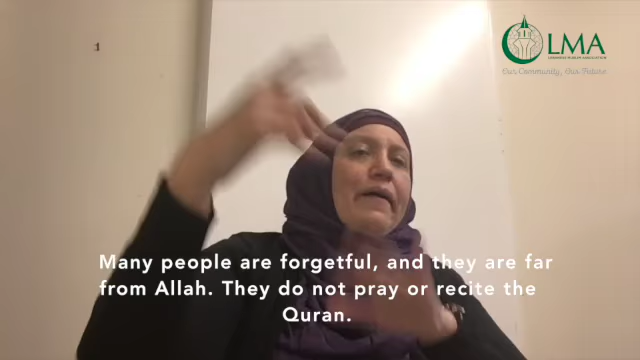 LMA
Our Community, Our Future
Many people are forgetful, and they are far
from Allah. They do not pray or recite the
Quran.